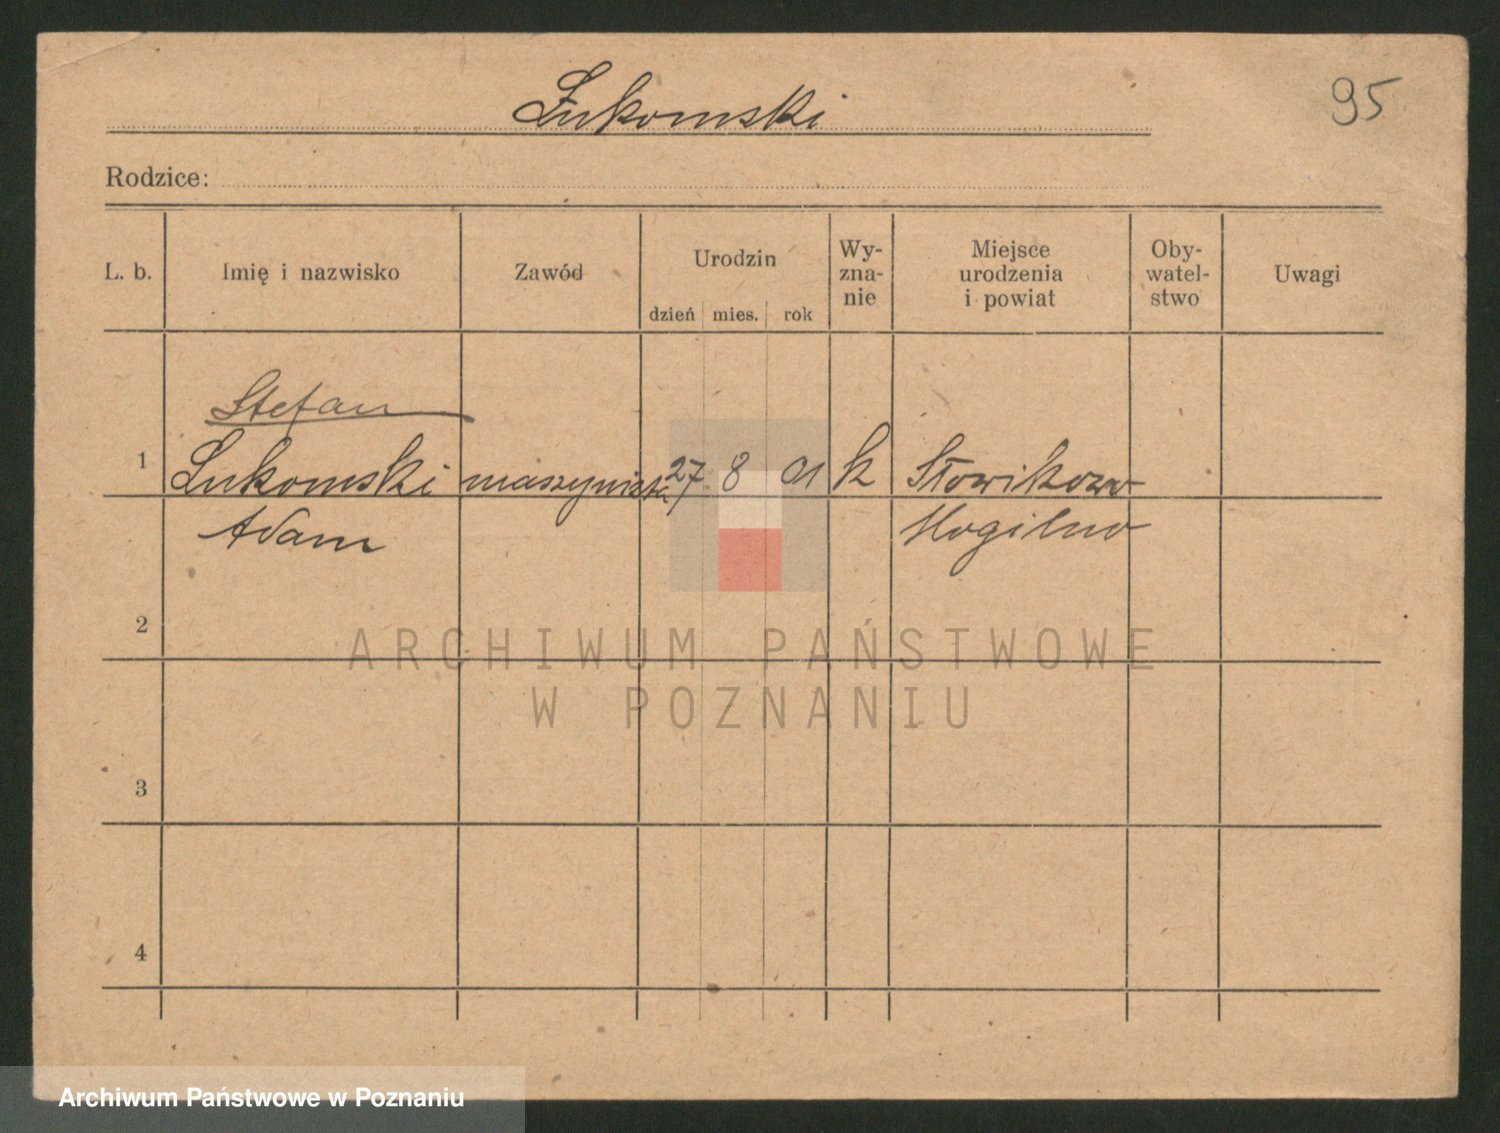 Łukomski
95
Rodzice:
L. b.
Imię i nazwisko
Zawód
Urodzin
dzień mies. rok
Wy-
zna-
nie
Miejsce
urodzenia
i powiat
Oby-
watel-
stwo
Uwagi
Stefan
1 Łukomski maszynista 27 8 01 k Słowikowo
Adam Mogilno
2
ARCHIWUM PAŃSTWOWE
W POZNANIU
3
4
Archiwum Państwowe w Poznaniu